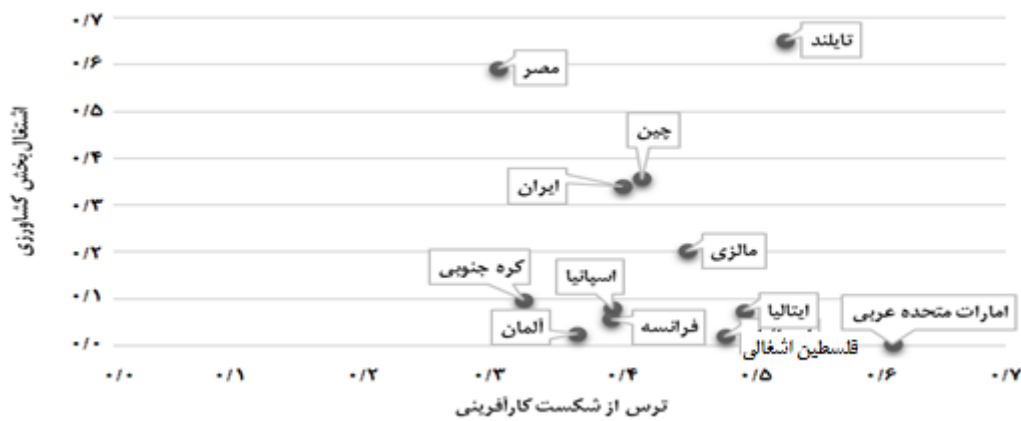 ۰/۷
تایلند
۰/۶
مصر
۰/۵
چین
۰/۴
ایران
۰/۳
مالزی
۰/۲
کره جنوبی
اسپانیا
۰/۱
ایتالیا
امارات متحده عربی
آلمان
فرانسه
فلسطین اشغالی
۰/۰
اشتغال بخش کشاورزی
۰/۰ ۰/۱ ۰/۲ ۰/۳ ۰/۴ ۰/۵ ۰/۶ ۰/۷
ترس از شکست کارآفرینی